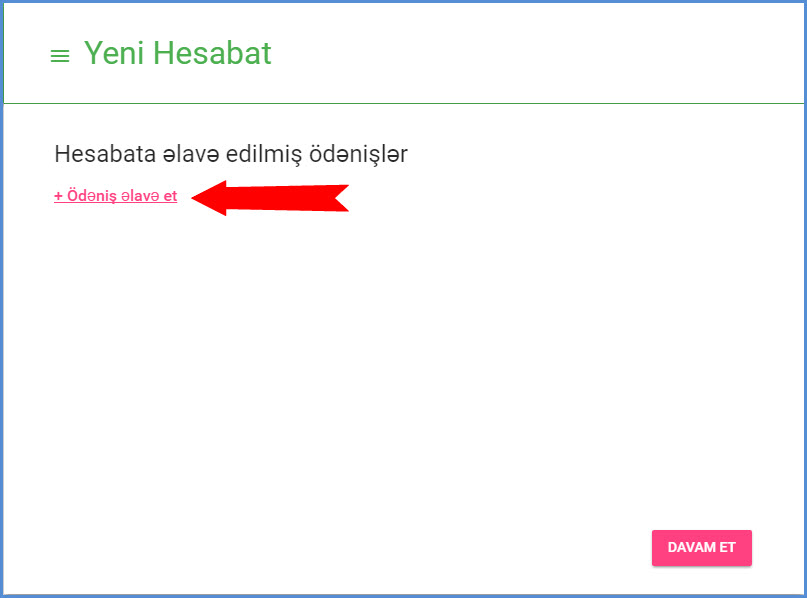 Yeni Hesabat
Hesabata əlavə edilmiş ödənişlər
+ Ödəniş əlavə et
DAVAM ET